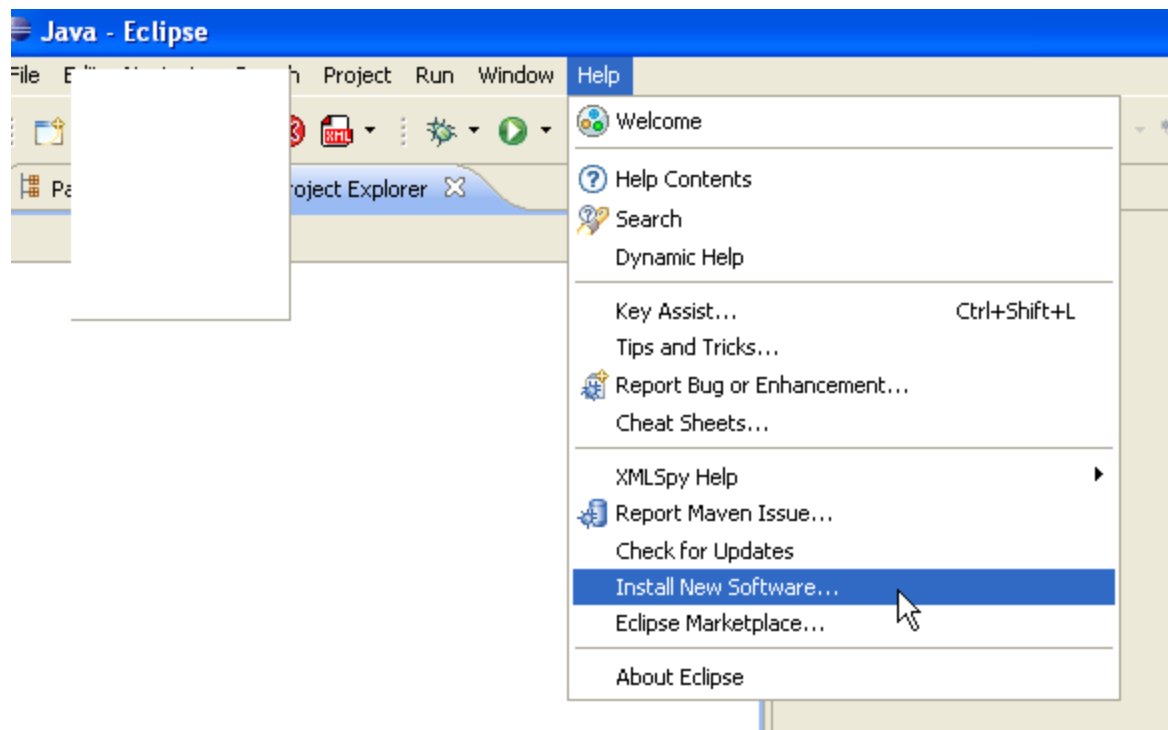 Java - Eclipse
File Project Run Window Help
XML
Project Explorer
Welcome
Help Contents
Search
Dynamic Help
Key Assist... Ctrl+Shift+L
Tips and Tricks...
Report Bug or Enhancement...
Cheat Sheets...
XMLSpy Help
Report Maven Issue...
Check for Updates
Install New Software...
Eclipse Marketplace...
About Eclipse